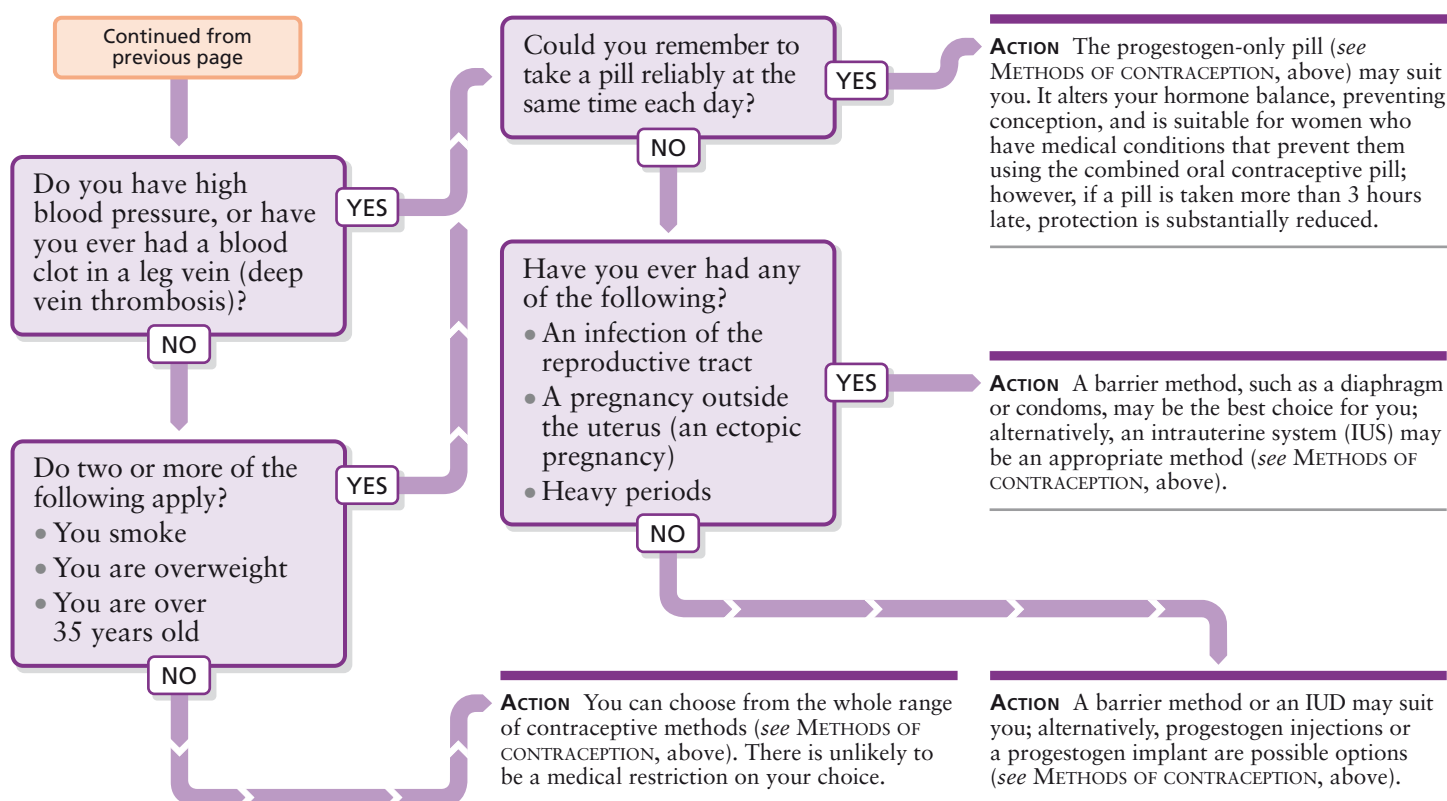 Continued from
previous page
Do you have high
blood pressure, or have
you ever had a blood
clot in a leg vein (deep
vein thrombosis)?
YES
NO
Do two or more of the
following apply?
• You smoke
• You are overweight
• You are over
35 years old
YES
NO
Could you remember to
take a pill reliably at the
same time each day?
YES
NO
Have you ever had any
of the following?
• An infection of the
reproductive tract
• A pregnancy outside
the uterus (an ectopic
pregnancy)
• Heavy periods
YES
NO
ACTION The progestogen-only pill (see
METHODS OF CONTRACEPTION, above) may suit
you. It alters your hormone balance, preventing
conception, and is suitable for women who
have medical conditions that prevent them
using the combined oral contraceptive pill;
however, if a pill is taken more than 3 hours
late, protection is substantially reduced.
ACTION A barrier method, such as a diaphragm
or condoms, may be the best choice for you;
alternatively, an intrauterine system (IUS) may
be an appropriate method (see METHODS OF
CONTRACEPTION, above).
ACTION You can choose from the whole range
of contraceptive methods (see METHODS OF
CONTRACEPTION, above). There is unlikely to
be a medical restriction on your choice.
ACTION A barrier method or an IUD may suit
you; alternatively, progestogen injections or
a progestogen implant are possible options
(see METHODS OF CONTRACEPTION, above).